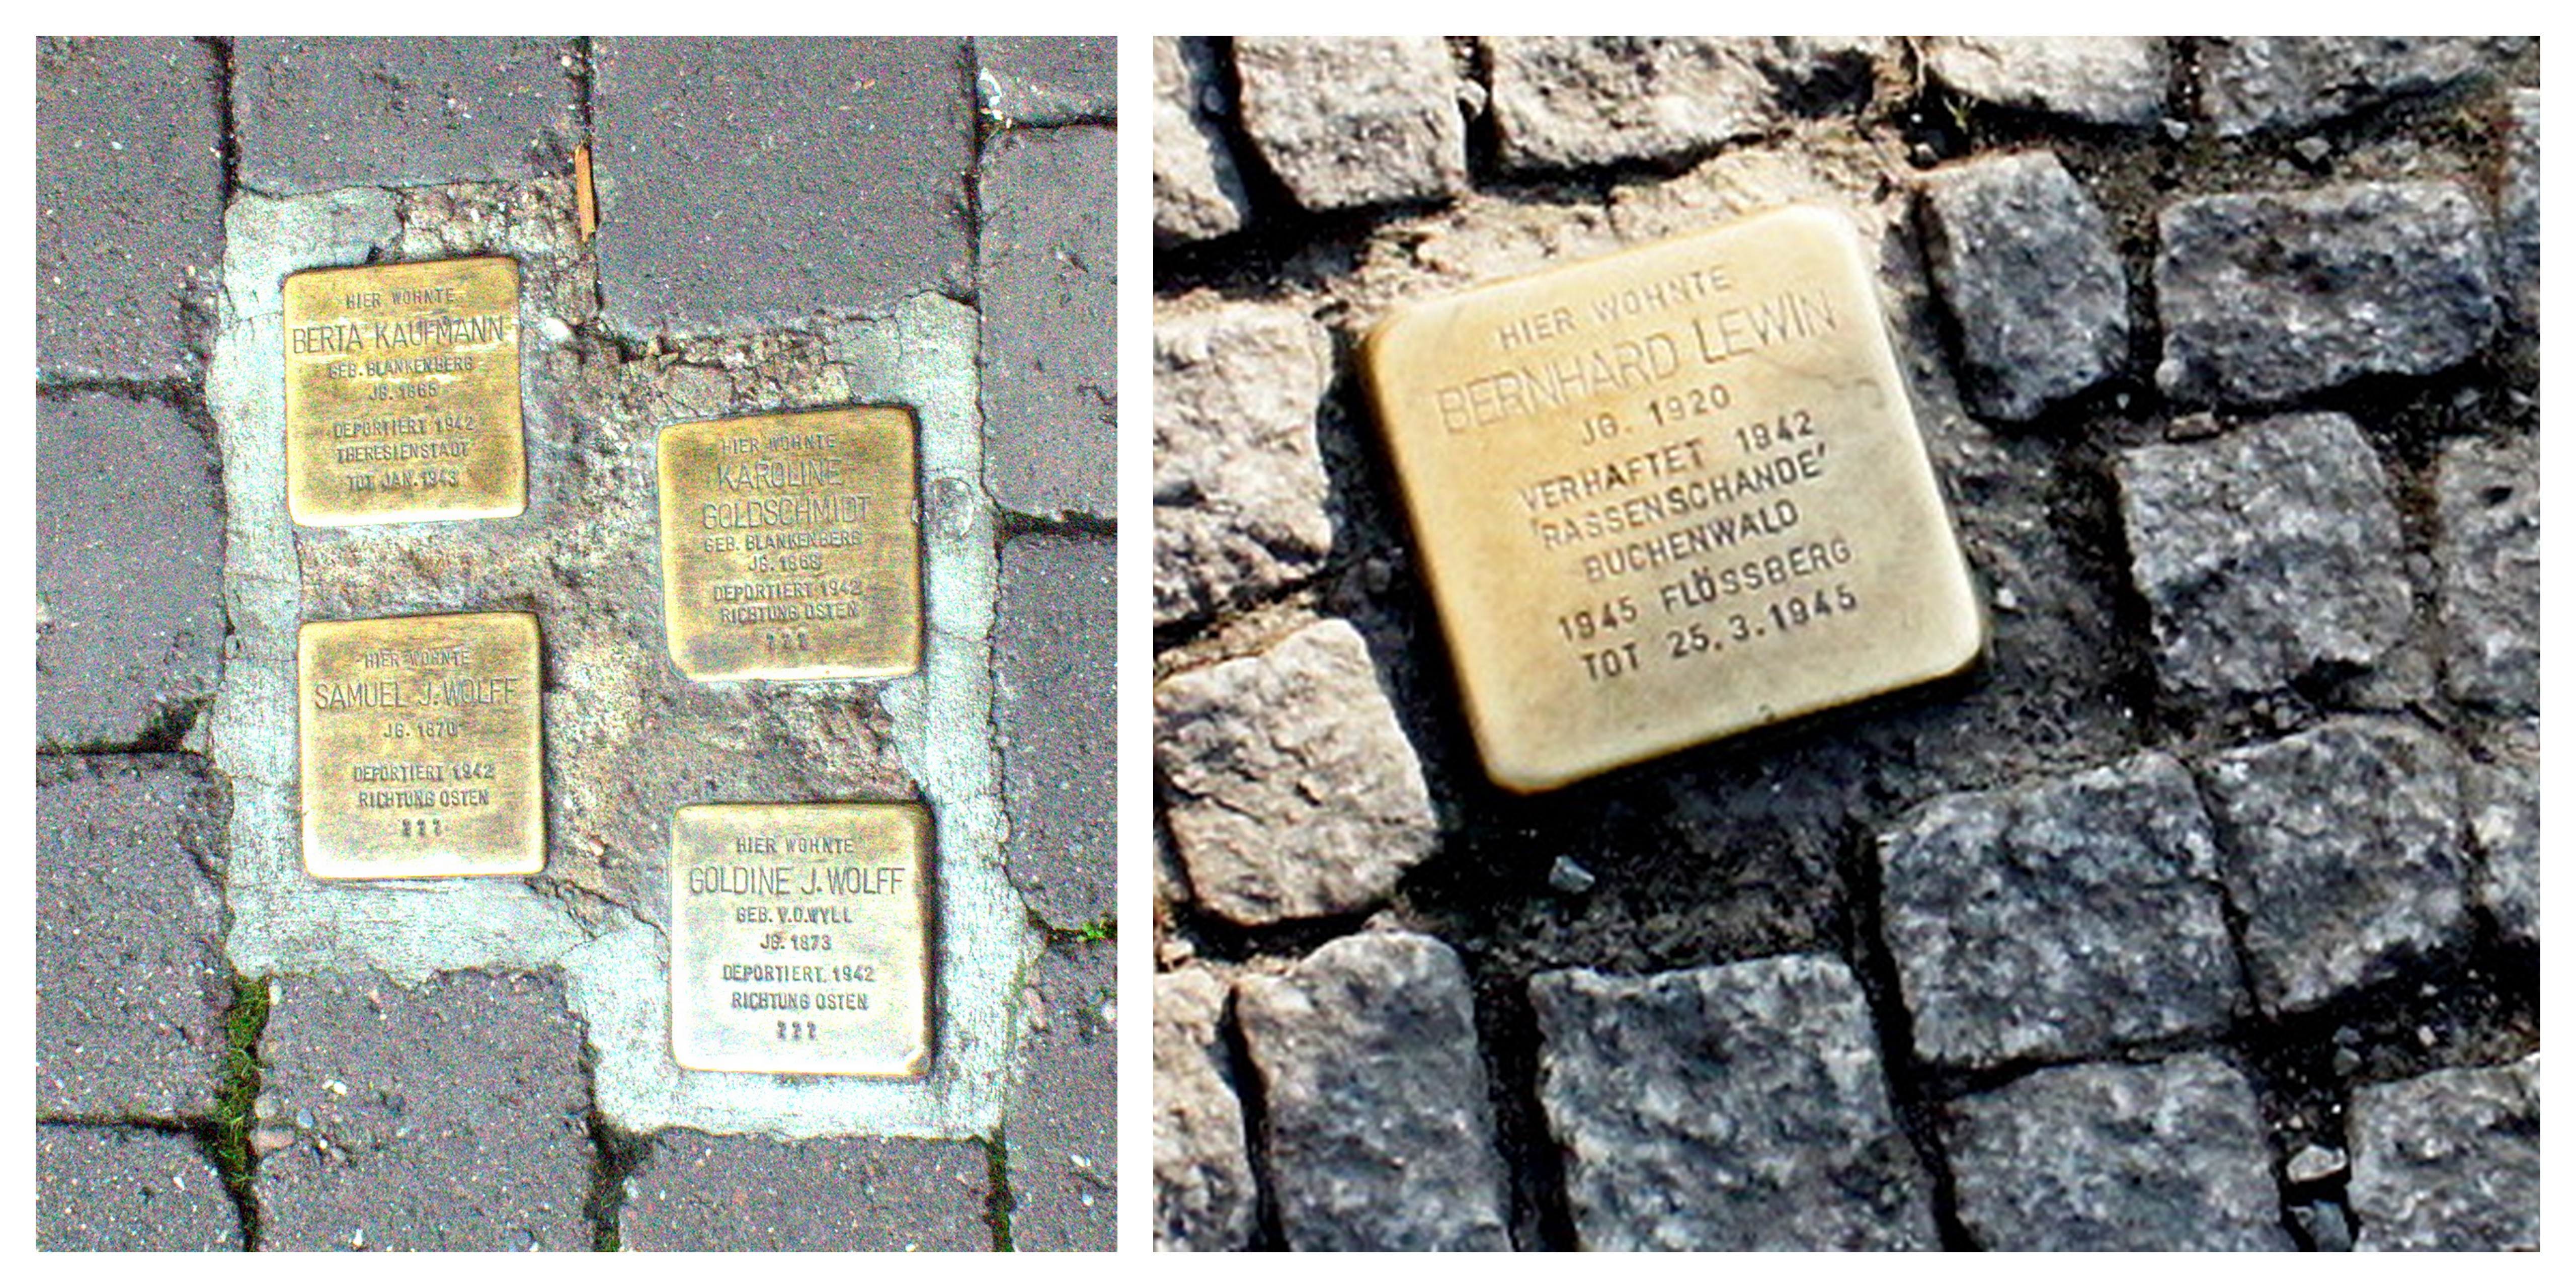 HIER WOHNTE
BERTA KAUFMANN
GEB. BLANKENBERG
JG. 1865
DEPORTIERT 1942
THERESIENSTADT
TOT JAN. 1943
HIER WOHNTE
KAROLINE
GOLDSCHMIDT
GEB. BLANKENBERG
JG. 1868
DEPORTIERT 1942
RICHTUNG OSTEN
???
HIER WOHNTE
SAMUEL J. WOLFF
JG. 1870
DEPORTIERT 1942
RICHTUNG OSTEN
???
HIER WOHNTE
GOLDINE J. WOLFF
GEB. V.D.WYLL
JG. 1873
DEPORTIERT 1942
RICHTUNG OSTEN
???
HIER WOHNTE
BERNHARD LEWIN
JG. 1920
VERHAFTET 1942
'RASSENSCHANDE'
BUCHENWALD
1945 FLÖSSBERG
TOT 25.3.1945